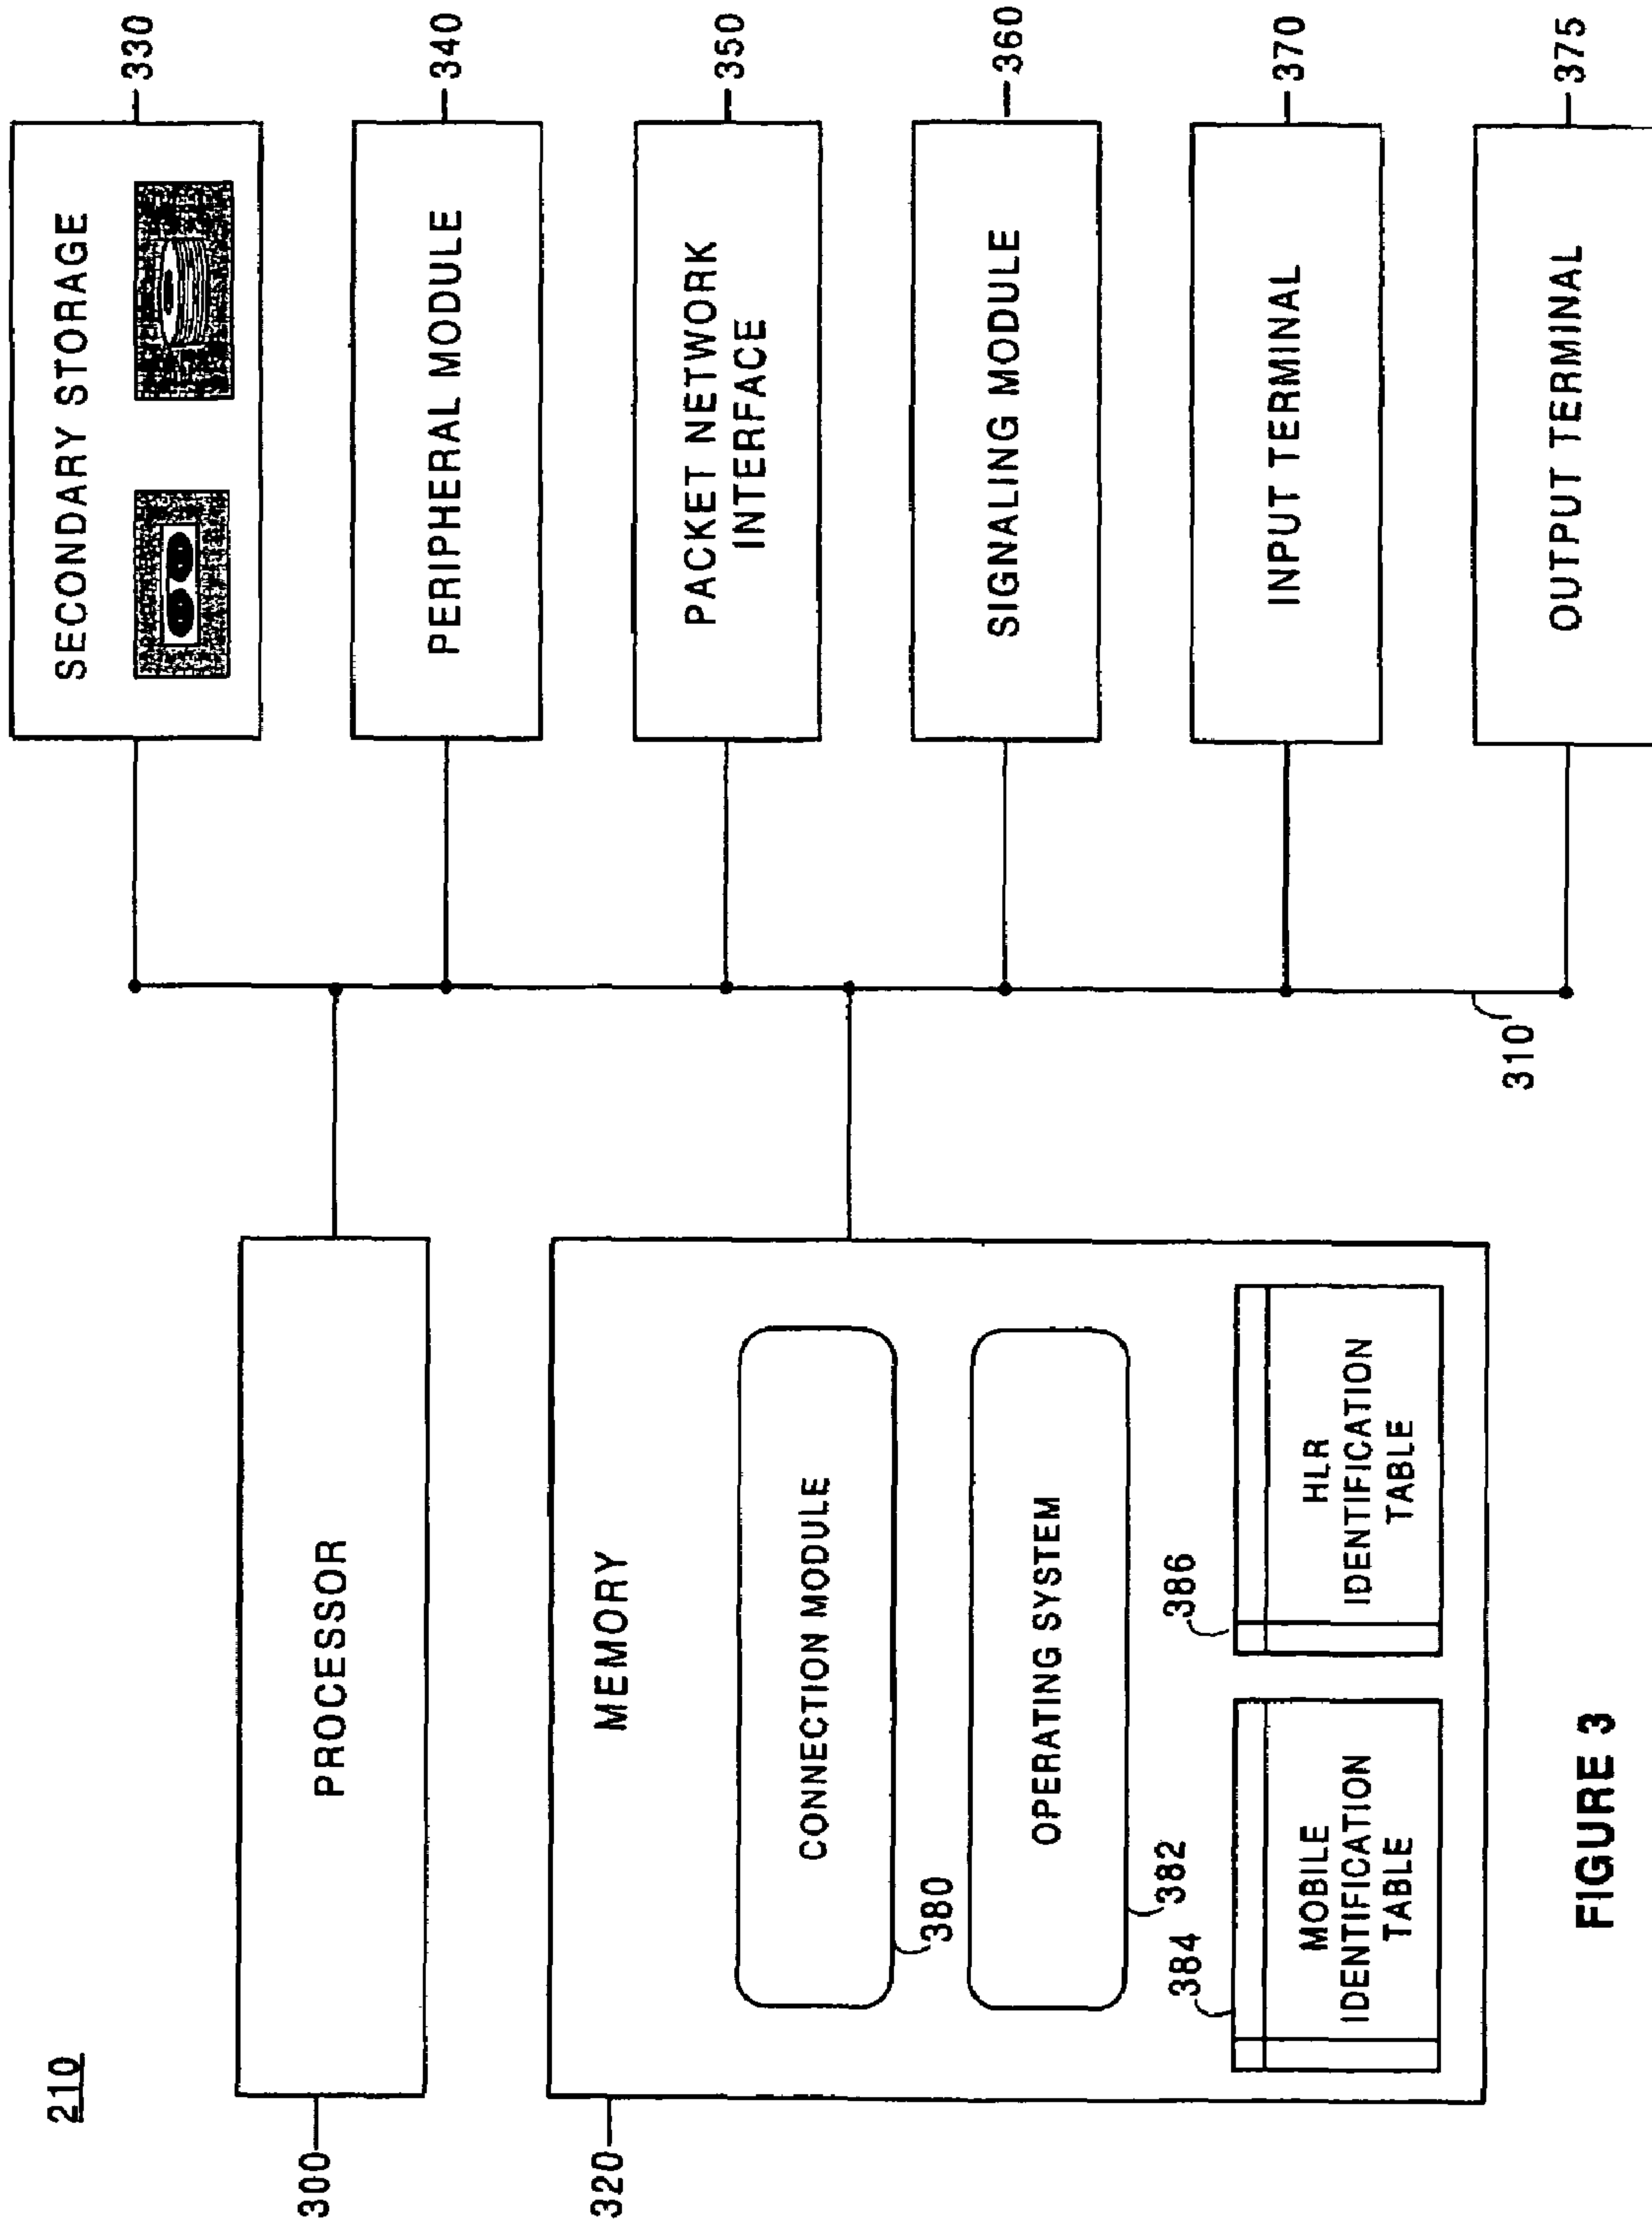 210
300
PROCESSOR
320
MEMORY
CONNECTION MODULE
380
OPERATING SYSTEM
382
384
MOBILE
IDENTIFICATION
TABLE
386
HLR
IDENTIFICATION
TABLE
310
SECONDARY STORAGE
330
PERIPHERAL MODULE
340
PACKET NETWORK
INTERFACE
350
SIGNALING MODULE
360
INPUT TERMINAL
370
OUTPUT TERMINAL
375
FIGURE 3